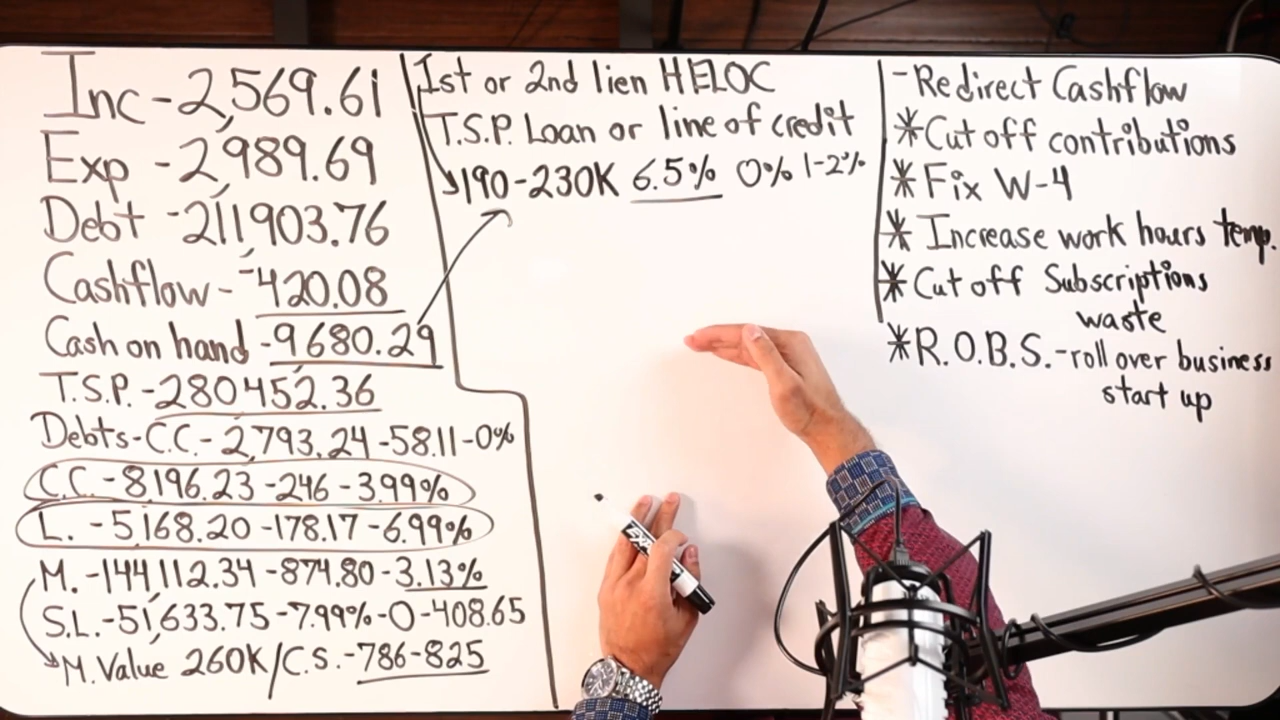 Inc - 2,569.61
Exp - 2,989.69
Debt - 211,903.76
Cashflow - -420.08
Cash on hand - 9,680.29
T.S.P. - 280,452.36
Debts - C.C. - 2,793.24 - 58.11 - 0%
C.C. - 8,196.23 - 246 - 3.99%
L. - 5,168.20 - 178.17 - 6.99%
M. - 144,112.34 - 874.80 - 3.13%
S.L. - 51,633.75 - 7.99% - 0 - 408.65
M. Value 260K / C.S. - 786-825
1st or 2nd lien HELOC
T.S.P. Loan or line of credit
190-230K 6.5% 0% 1-2%
- Redirect Cashflow
* Cut off contributions
* Fix W-4
* Increase work hours temp.
* Cut off Subscriptions
waste
* R.O.B.S. - roll over business
start up
EXPO